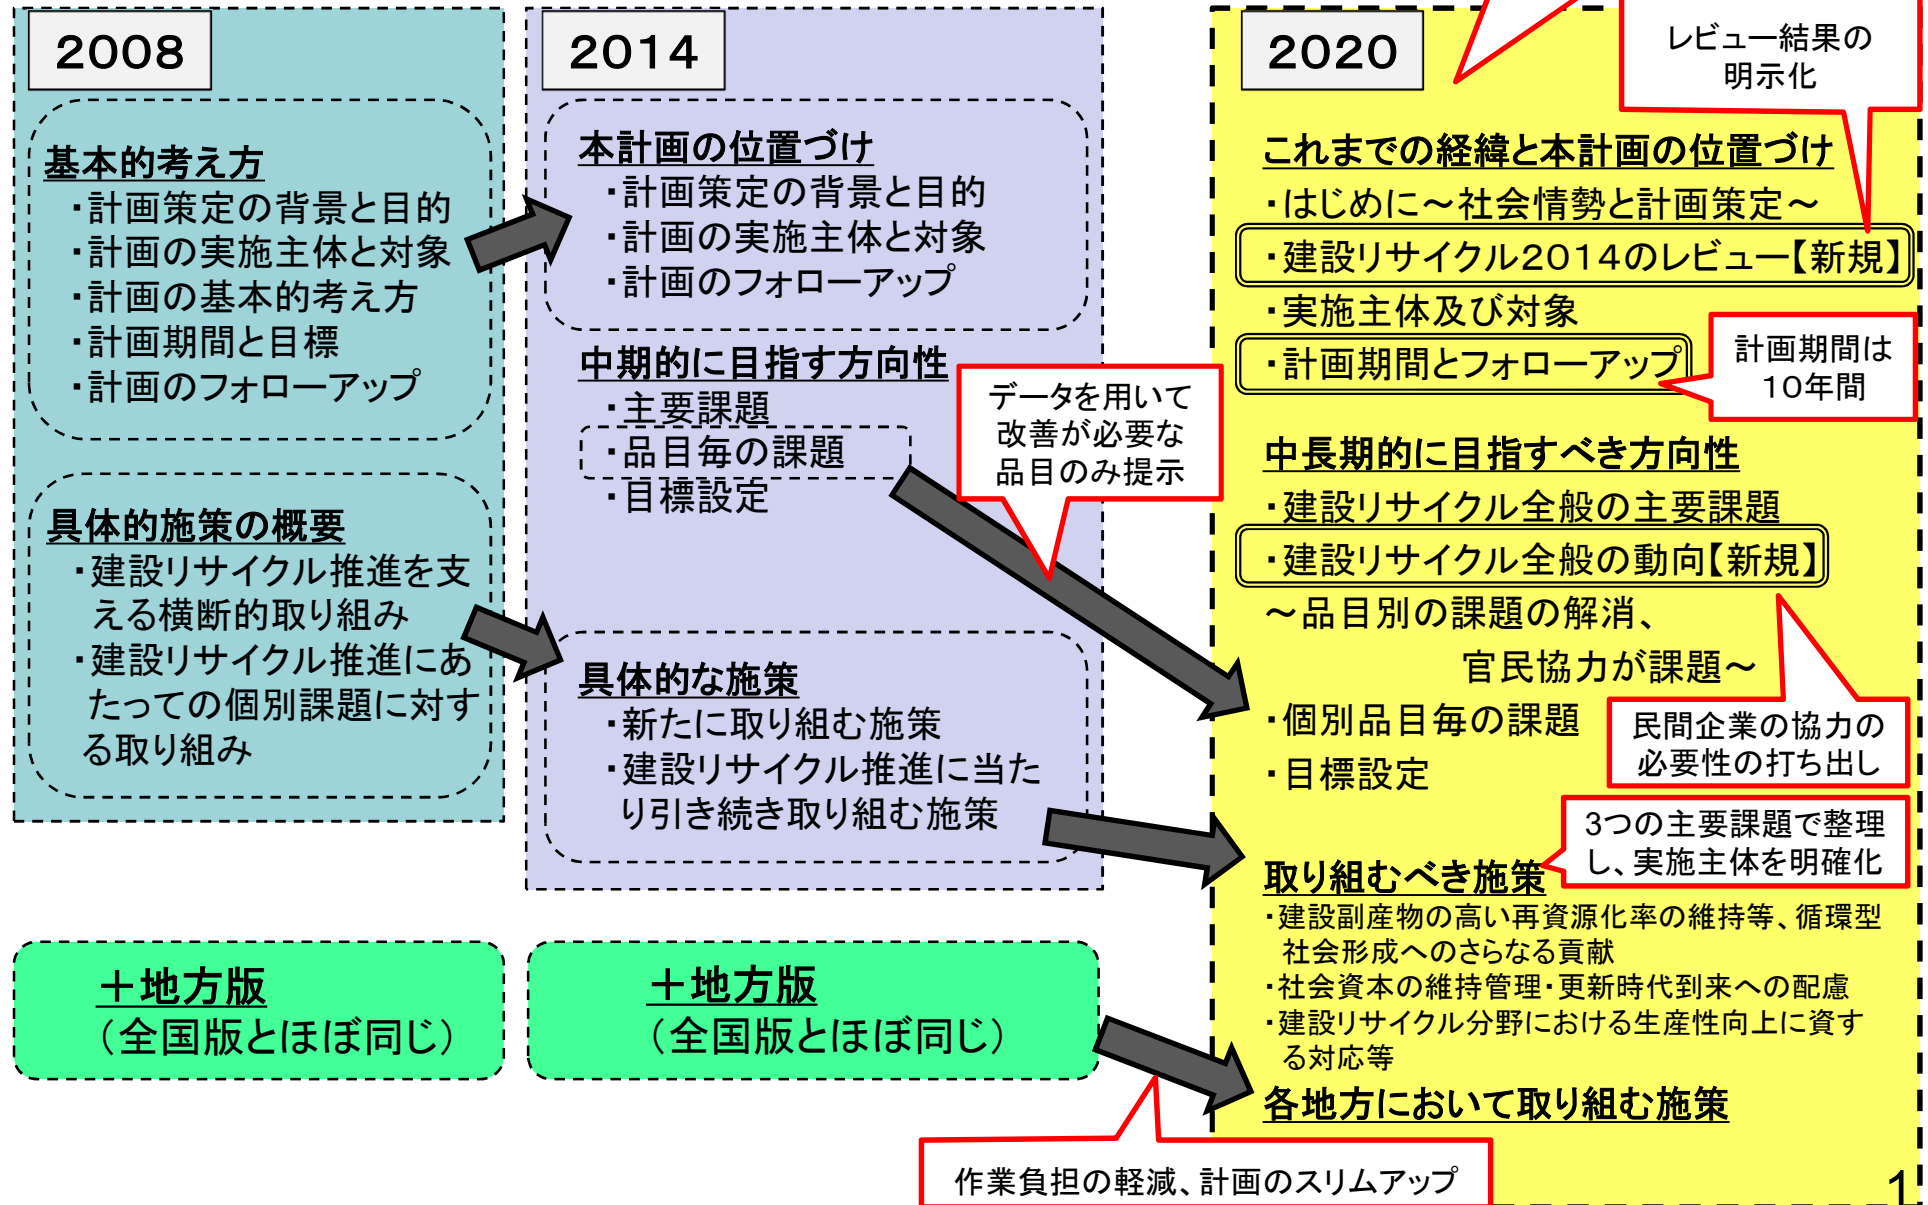 2008
基本的考え方
・計画策定の背景と目的
・計画の実施主体と対象
・計画の基本的考え方
・計画期間と目標
・計画のフォローアップ
具体的施策の概要
・建設リサイクル推進を支
える横断的取り組み
・建設リサイクル推進にあ
たっての個別課題に対す
る取り組み
＋地方版
（全国版とほぼ同じ）
2014
本計画の位置づけ
・計画策定の背景と目的
・計画の実施主体と対象
・計画のフォローアップ
中期的に目指す方向性
・主要課題
・品目毎の課題
・目標設定
データを用いて
改善が必要な
品目のみ提示
具体的な施策
・新たに取り組む施策
・建設リサイクル推進に当た
り引き続き取り組む施策
＋地方版
（全国版とほぼ同じ）
作業負担の軽減、計画のスリムアップ
2020
レビュー結果の
明示化
これまでの経緯と本計画の位置づけ
・はじめに～社会情勢と計画策定～
・建設リサイクル2014のレビュー【新規】
・実施主体及び対象
・計画期間とフォローアップ
計画期間は
10年間
中長期的に目指すべき方向性
・建設リサイクル全般の主要課題
・建設リサイクル全般の動向【新規】
～品目別の課題の解消、
官民協力が課題～
・個別品目毎の課題
・目標設定
民間企業の協力の
必要性の打ち出し
3つの主要課題で整理
し、実施主体を明確化
取り組むべき施策
・建設副産物の高い再資源化率の維持等、循環型
社会形成へのさらなる貢献
・社会資本の維持管理・更新時代到来への配慮
・建設リサイクル分野における生産性向上に資す
る対応等
各地方において取り組む施策
1